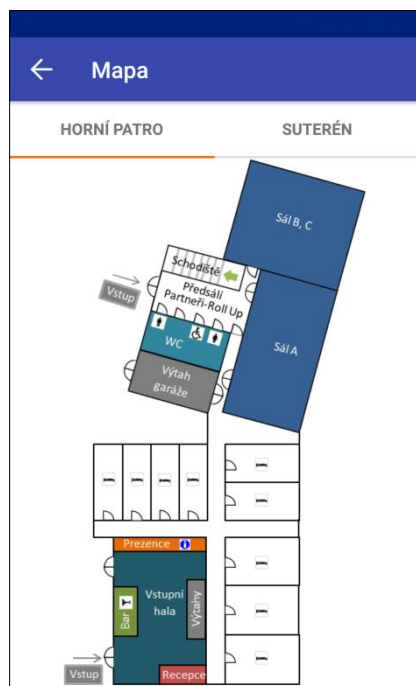 Mapa
HORNÍ PATRO
SUTERÉN
Sál B, C
Schodiště
Vstup
Předsálí
Partneři-Roll Up
WC
Sál A
Výtah
garáže
Prezence
Vstupní
hala
Bar
Výtahy
Vstup
Recepce